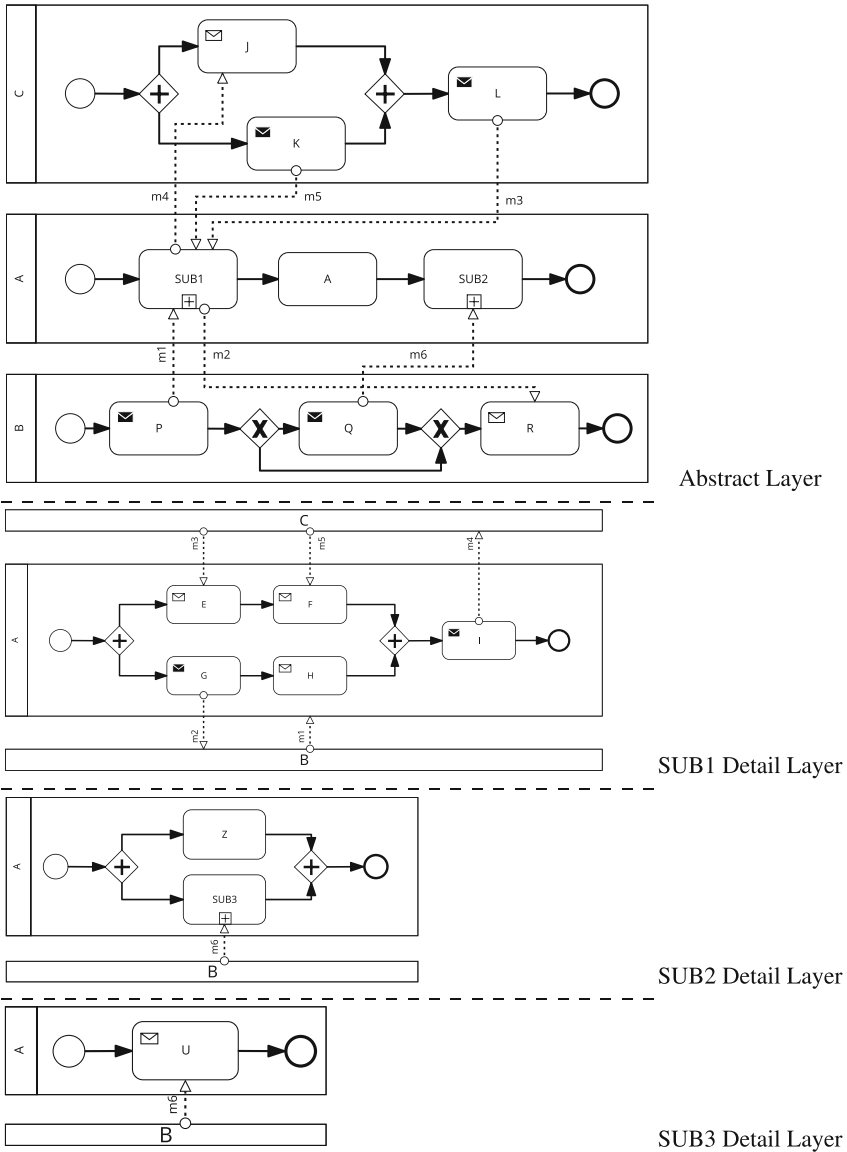 C
J
K
L
m4
m5
m3
A
SUB1
A
SUB2
m1
m2
m6
B
P
X
Q
X
R
Abstract Layer
C
m3
m5
m4
A
E
F
G
H
I
m2
m1
B
SUB1 Detail Layer
A
Z
SUB3
m6
B
SUB2 Detail Layer
A
U
m6
B
SUB3 Detail Layer